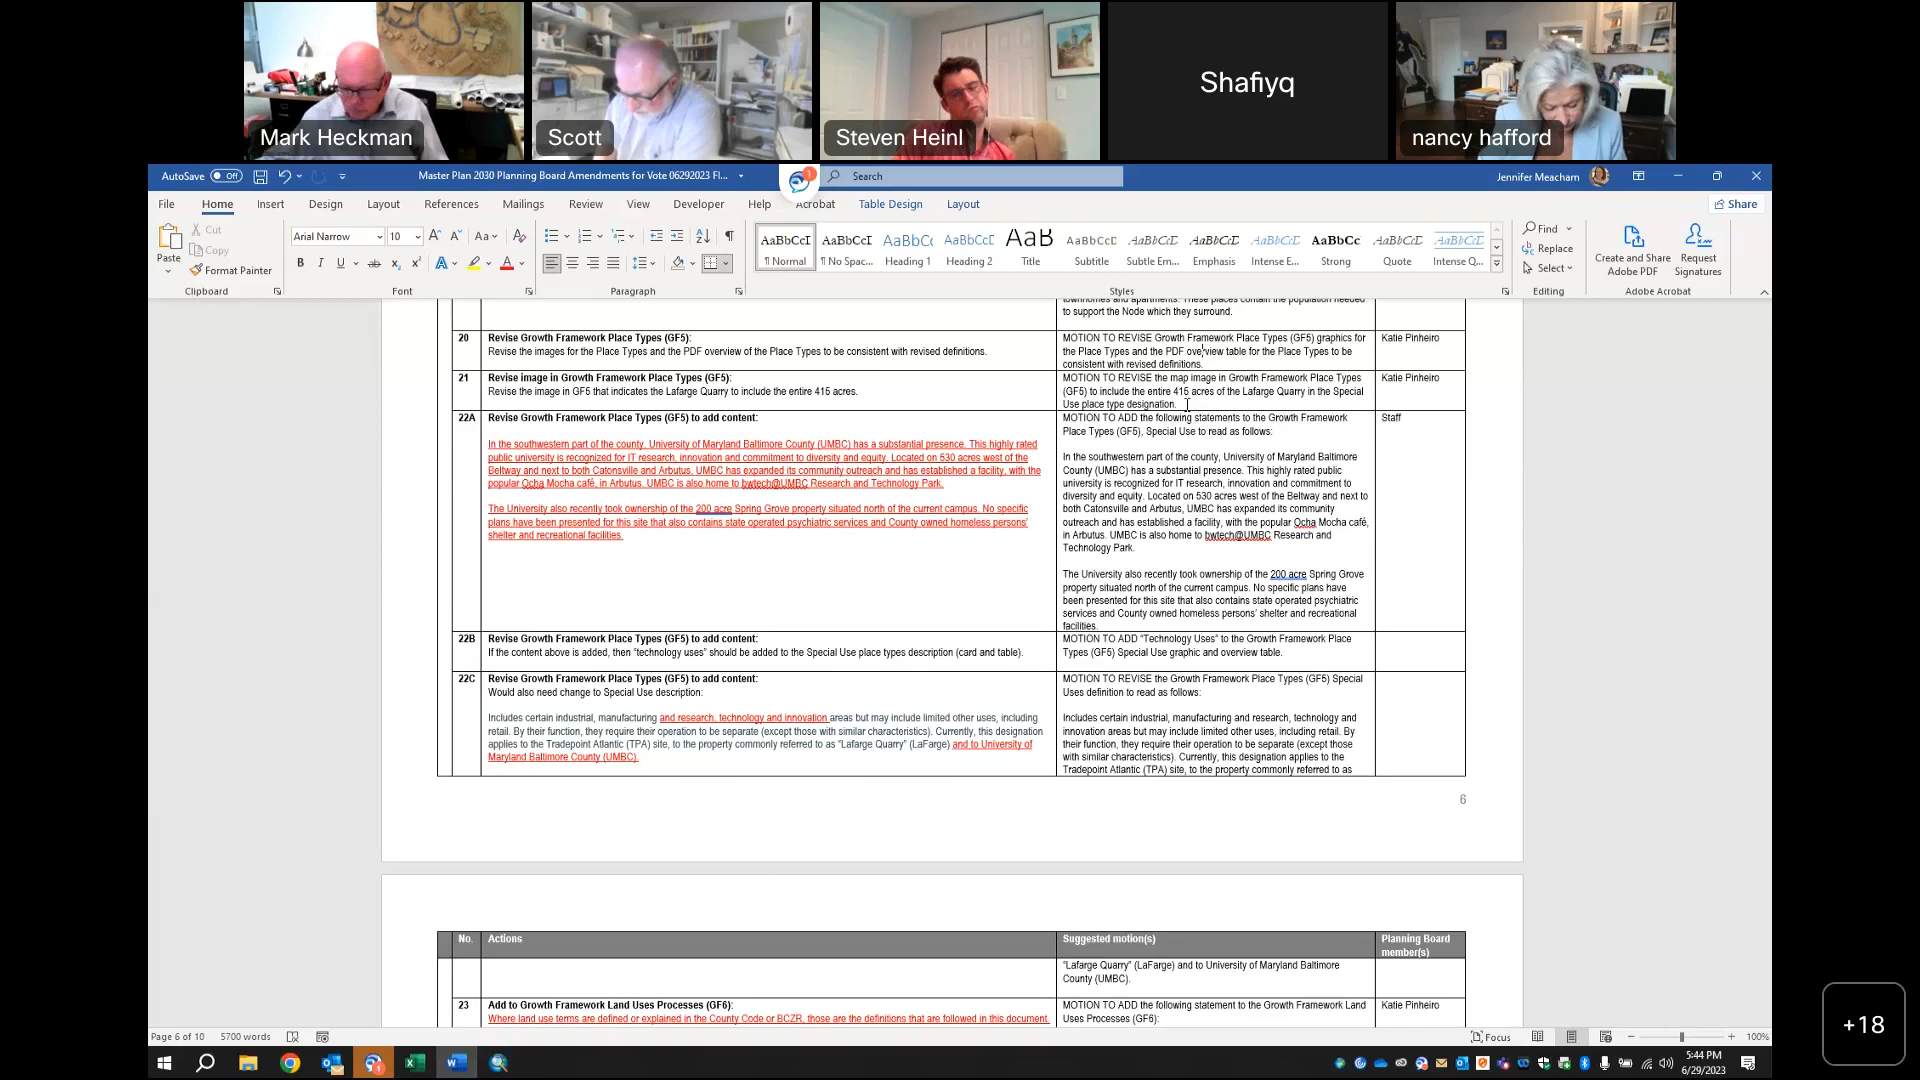 Mark Heckman
Scott
Steven Heinl
Shafiyq
nancy hafford
AutoSave Off
Master Plan 2030 Planning Board Amendments for Vote 06292023 Fl...
1
Search
Jennifer Meacham
File Home Insert Design Layout References Mailings Review View Developer Help Acrobat Table Design Layout
Share
Paste
Cut
Copy
Format Painter
Clipboard
Arial Narrow 10
Font
Paragraph
AaBbCcI AaBbCcI AaBbCc AaBbCcD AaB AaBbCcD AaBbCcD AaBbCcD AaBbCcD AaBbCc AaBbCcD AaBbCcD
¶ Normal ¶ No Spac... Heading 1 Heading 2 Title Subtitle Subtle Em... Emphasis Intense E... Strong Quote Intense Q...
Styles
Find
Replace
Select
Editing
Create and Share Adobe PDF
Request Signatures
Adobe Acrobat
townhomes and apartments. These places contain the population needed
to support the Node which they surround.
20
Revise Growth Framework Place Types (GF5):
Revise the images for the Place Types and the PDF overview of the Place Types to be consistent with revised definitions.
MOTION TO REVISE Growth Framework Place Types (GF5) graphics for
the Place Types and the PDF overview table for the Place Types to be
consistent with revised definitions.
Katie Pinheiro
21
Revise image in Growth Framework Place Types (GF5):
Revise the image in GF5 that indicates the Lafarge Quarry to include the entire 415 acres.
MOTION TO REVISE the map image in Growth Framework Place Types
(GF5) to include the entire 415 acres of the Lafarge Quarry in the Special
Use place type designation.
Katie Pinheiro
22A
Revise Growth Framework Place Types (GF5) to add content:
In the southwestern part of the county, University of Maryland Baltimore County (UMBC) has a substantial presence. This highly rated
public university is recognized for IT research, innovation and commitment to diversity and equity. Located on 530 acres west of the
Beltway and next to both Catonsville and Arbutus, UMBC has expanded its community outreach and has established a facility, with the
popular Ocha Mocha café, in Arbutus. UMBC is also home to bwtech@UMBC Research and Technology Park.
The University also recently took ownership of the 200 acre Spring Grove property situated north of the current campus. No specific
plans have been presented for this site that also contains state operated psychiatric services and County owned homeless persons'
shelter and recreational facilities.
MOTION TO ADD the following statements to the Growth Framework
Place Types (GF5), Special Use to read as follows:
In the southwestern part of the county, University of Maryland Baltimore
County (UMBC) has a substantial presence. This highly rated public
university is recognized for IT research, innovation and commitment to
diversity and equity. Located on 530 acres west of the Beltway and next to
both Catonsville and Arbutus, UMBC has expanded its community
outreach and has established a facility, with the popular Ocha Mocha café,
in Arbutus. UMBC is also home to bwtech@UMBC Research and
Technology Park.
The University also recently took ownership of the 200 acre Spring Grove
property situated north of the current campus. No specific plans have
been presented for this site that also contains state operated psychiatric
services and County owned homeless persons' shelter and recreational
facilities.
Staff
22B
Revise Growth Framework Place Types (GF5) to add content:
If the content above is added, then "technology uses" should be added to the Special Use place types description (card and table).
MOTION TO ADD "Technology Uses" to the Growth Framework Place
Types (GF5) Special Use graphic and overview table.
22C
Revise Growth Framework Place Types (GF5) to add content:
Would also need change to Special Use description:
Includes certain industrial, manufacturing and research, technology and innovation areas but may include limited other uses, including
retail. By their function, they require their operation to be separate (except those with similar characteristics). Currently, this designation
applies to the Tradepoint Atlantic (TPA) site, to the property commonly referred to as "Lafarge Quarry" (LaFarge) and to University of
Maryland Baltimore County (UMBC).
MOTION TO REVISE the Growth Framework Place Types (GF5) Special
Uses definition to read as follows:
Includes certain industrial, manufacturing and research, technology and
innovation areas but may include limited other uses, including retail. By
their function, they require their operation to be separate (except those
with similar characteristics). Currently, this designation applies to the
Tradepoint Atlantic (TPA) site, to the property commonly referred to as
6
No. Actions Suggested motion(s) Planning Board
member(s)
"Lafarge Quarry" (LaFarge) and to University of Maryland Baltimore
County (UMBC).
23
Add to Growth Framework Land Uses Processes (GF6):
Where land use terms are defined or explained in the County Code or BCZR, those are the definitions that are followed in this document.
MOTION TO ADD the following statement to the Growth Framework Land
Uses Processes (GF6):
Katie Pinheiro
+18
Page 6 of 10 5700 words
Focus
100%
5:44 PM
6/29/2023